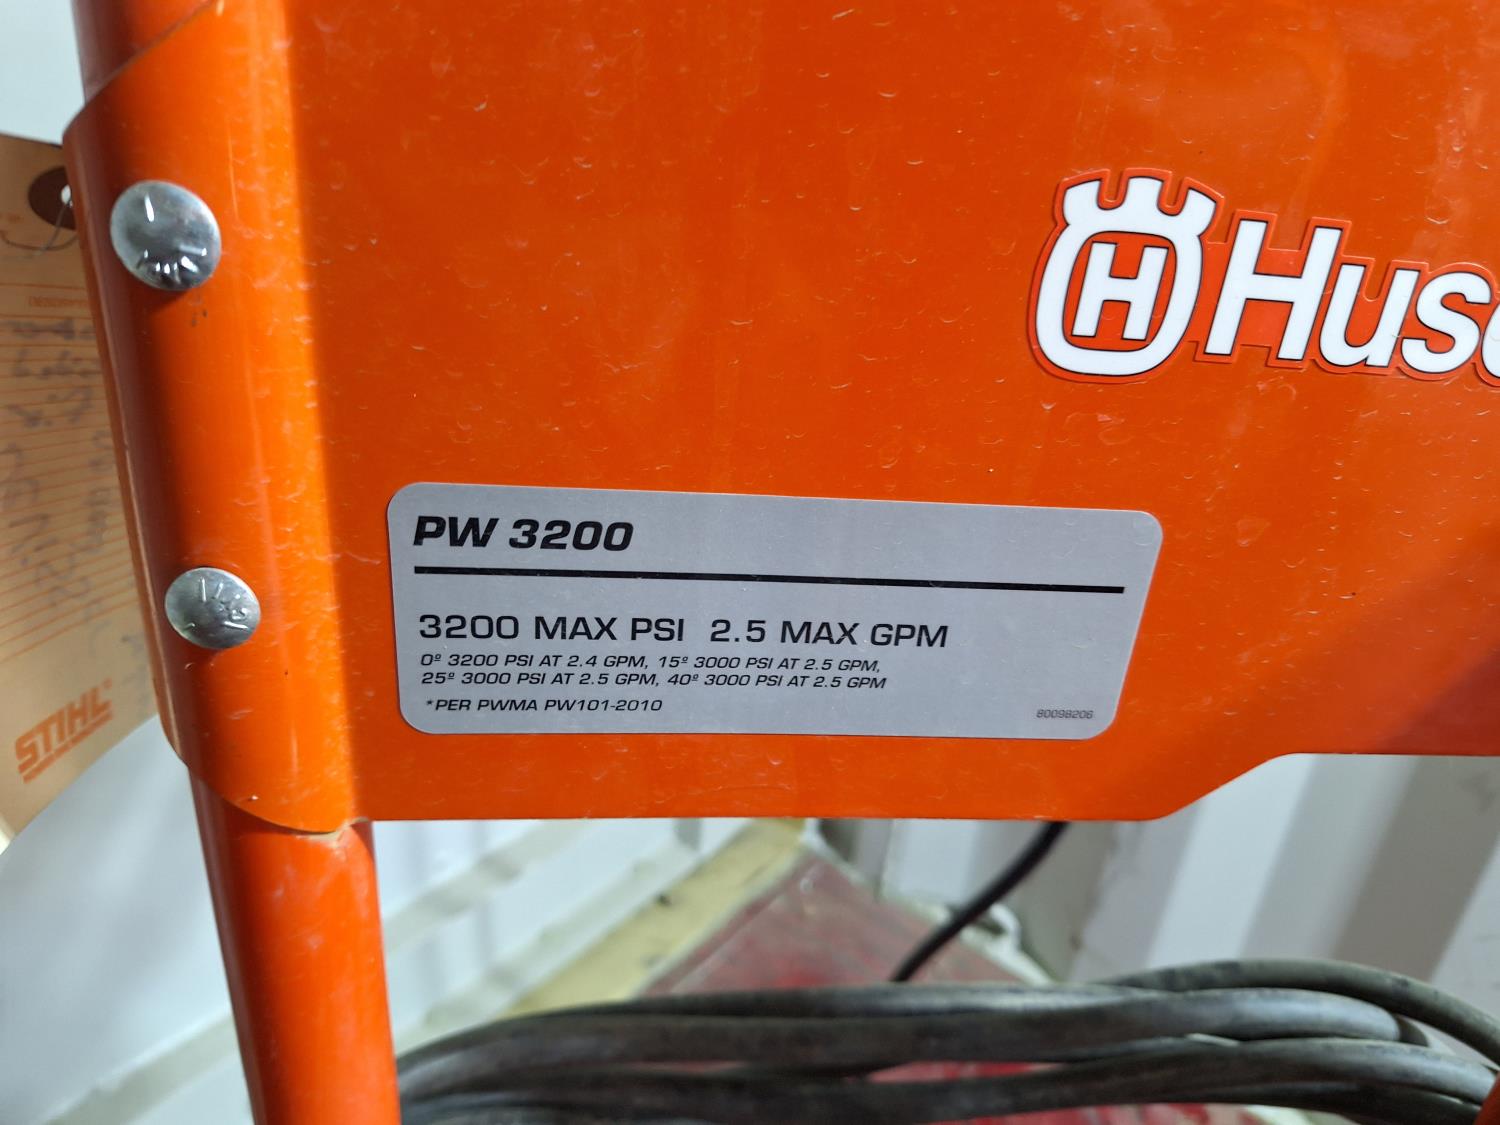 H Husq
PW 3200
3200 MAX PSI 2.5 MAX GPM
0º 3200 PSI AT 2.4 GPM, 15º 3000 PSI AT 2.5 GPM,
25º 3000 PSI AT 2.5 GPM, 40º 3000 PSI AT 2.5 GPM
*PER PWMA PW101-2010
80098206
STIHL®